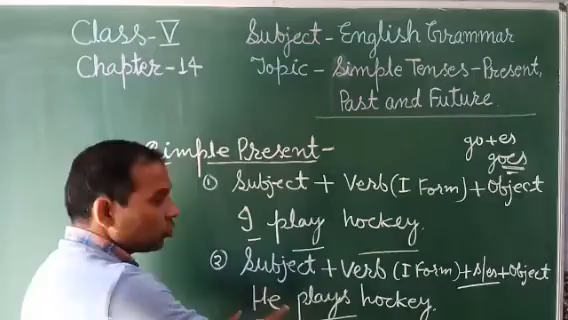 Class-V
Chapter-14
Subject-English Grammar
Topic- Simple Tenses-Present,
Past and Future.
Simple Present-
go+es
goes
① Subject + Verb (I Form) + Object
I play hockey.
② Subject + Verb (I Form) + s/es + Object
He plays hockey.